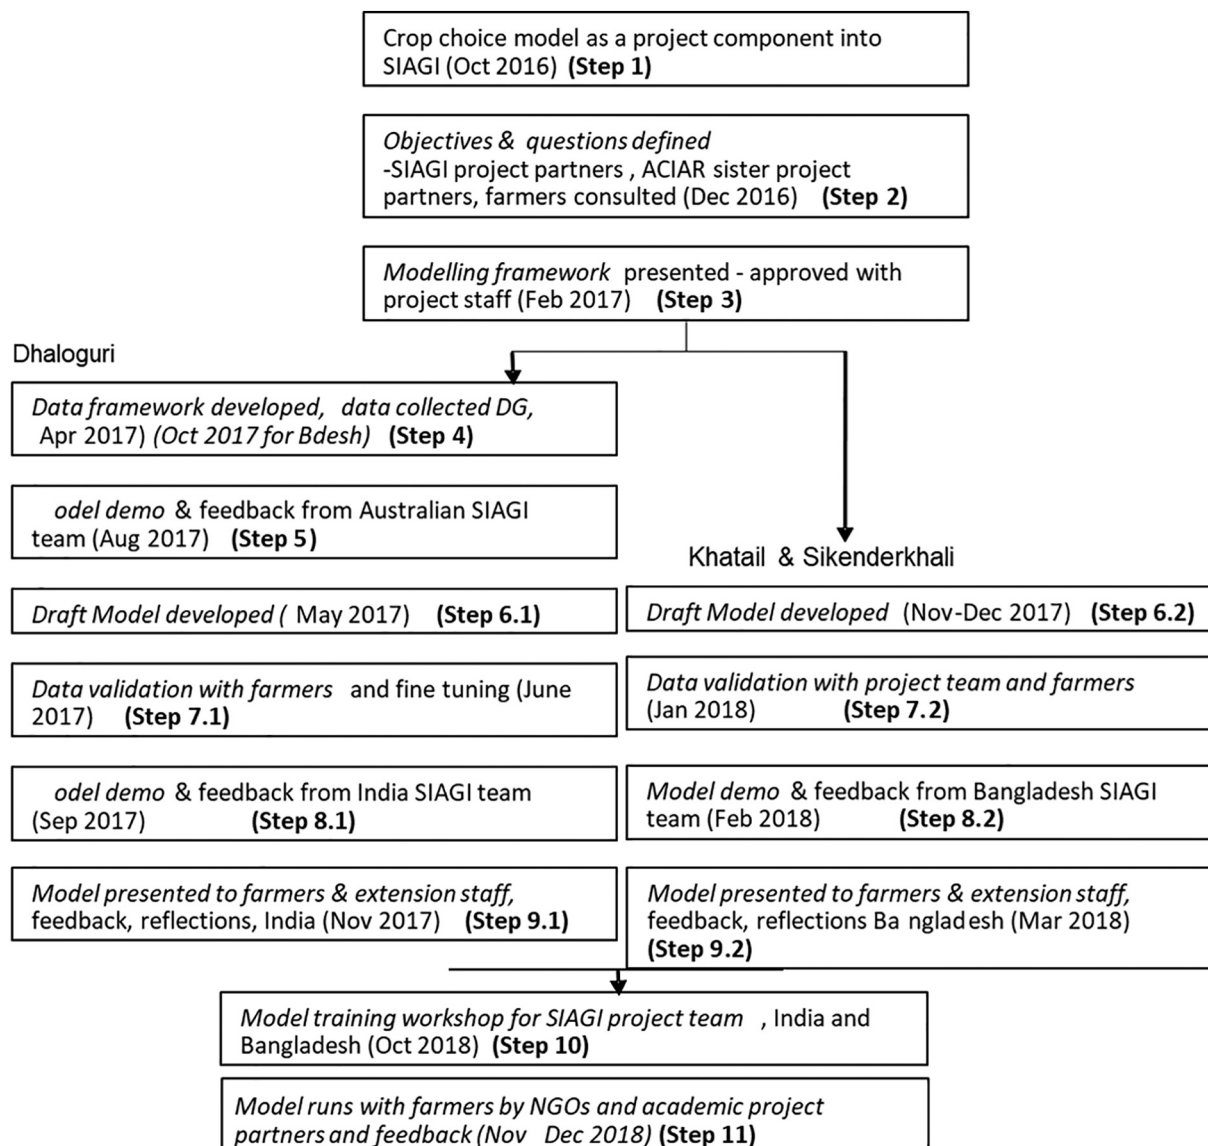 Crop choice model as a project component into
SIAGI (Oct 2016) (Step 1)
Objectives & questions defined
-SIAGI project partners , ACIAR sister project
partners, farmers consulted (Dec 2016) (Step 2)
Modelling framework presented - approved with
project staff (Feb 2017) (Step 3)
Dhaloguri
Data framework developed, data collected DG,
Apr 2017) (Oct 2017 for Bdesh) (Step 4)
odel demo & feedback from Australian SIAGI
team (Aug 2017) (Step 5)
Draft Model developed ( May 2017) (Step 6.1)
Data validation with farmers and fine tuning (June
2017) (Step 7.1)
odel demo & feedback from India SIAGI team
(Sep 2017) (Step 8.1)
Model presented to farmers & extension staff,
feedback, reflections, India (Nov 2017) (Step 9.1)
Khatail & Sikenderkhali
Draft Model developed (Nov-Dec 2017) (Step 6.2)
Data validation with project team and farmers
(Jan 2018) (Step 7.2)
Model demo & feedback from Bangladesh SIAGI
team (Feb 2018) (Step 8.2)
Model presented to farmers & extension staff,
feedback, reflections Ba ngladesh (Mar 2018)
(Step 9.2)
Model training workshop for SIAGI project team , India and
Bangladesh (Oct 2018) (Step 10)
Model runs with farmers by NGOs and academic project
partners and feedback (Nov Dec 2018) (Step 11)